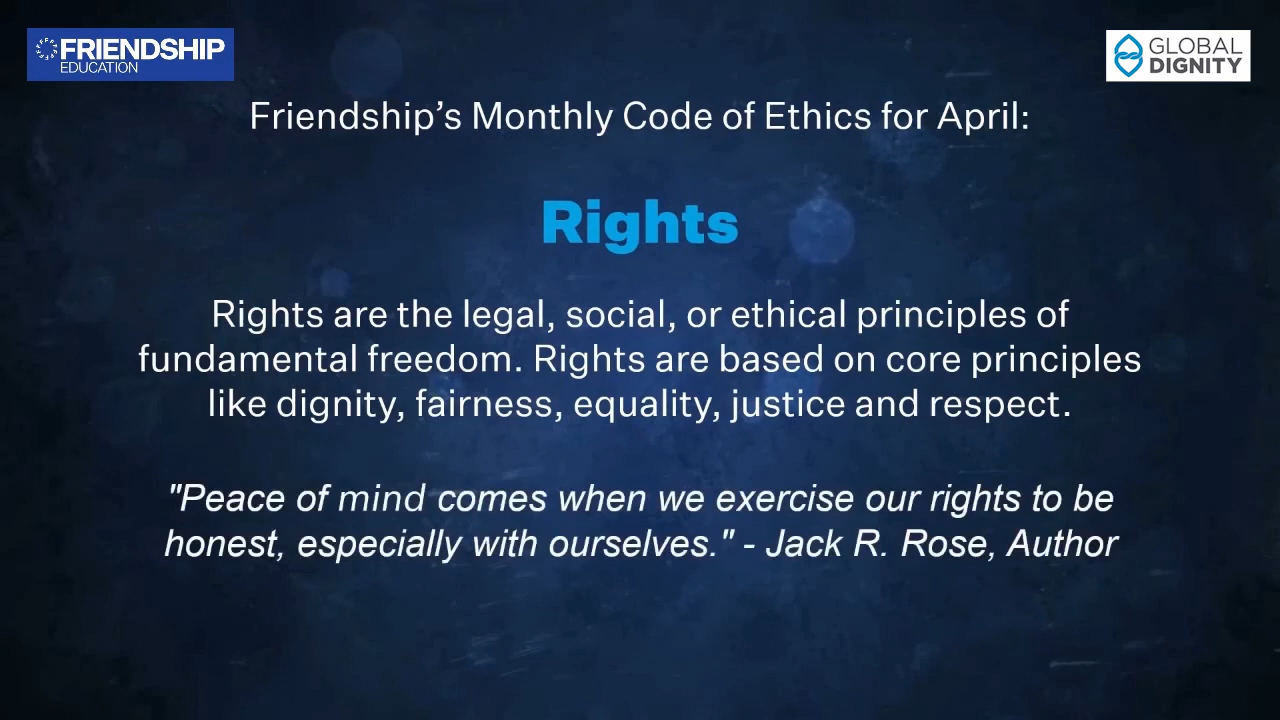 FRIENDSHIP
EDUCATION
GLOBAL
DIGNITY
Friendship’s Monthly Code of Ethics for April:
Rights
Rights are the legal, social, or ethical principles of
fundamental freedom. Rights are based on core principles
like dignity, fairness, equality, justice and respect.
"Peace of mind comes when we exercise our rights to be
honest, especially with ourselves." - Jack R. Rose, Author